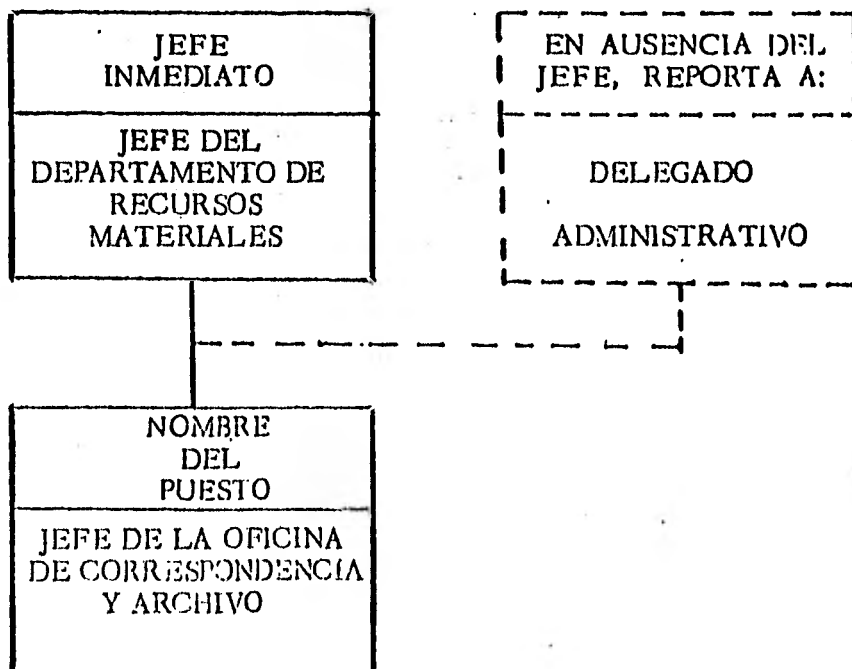 JEFE
INMEDIATO
JEFE DEL
DEPARTAMENTO DE
RECURSOS
MATERIALES
EN AUSENCIA DEL
JEFE, REPORTA A:
DELEGADO
ADMINISTRATIVO
NOMBRE
DEL
PUESTO
JEFE DE LA OFICINA
DE CORRESPONDENCIA
Y ARCHIVO